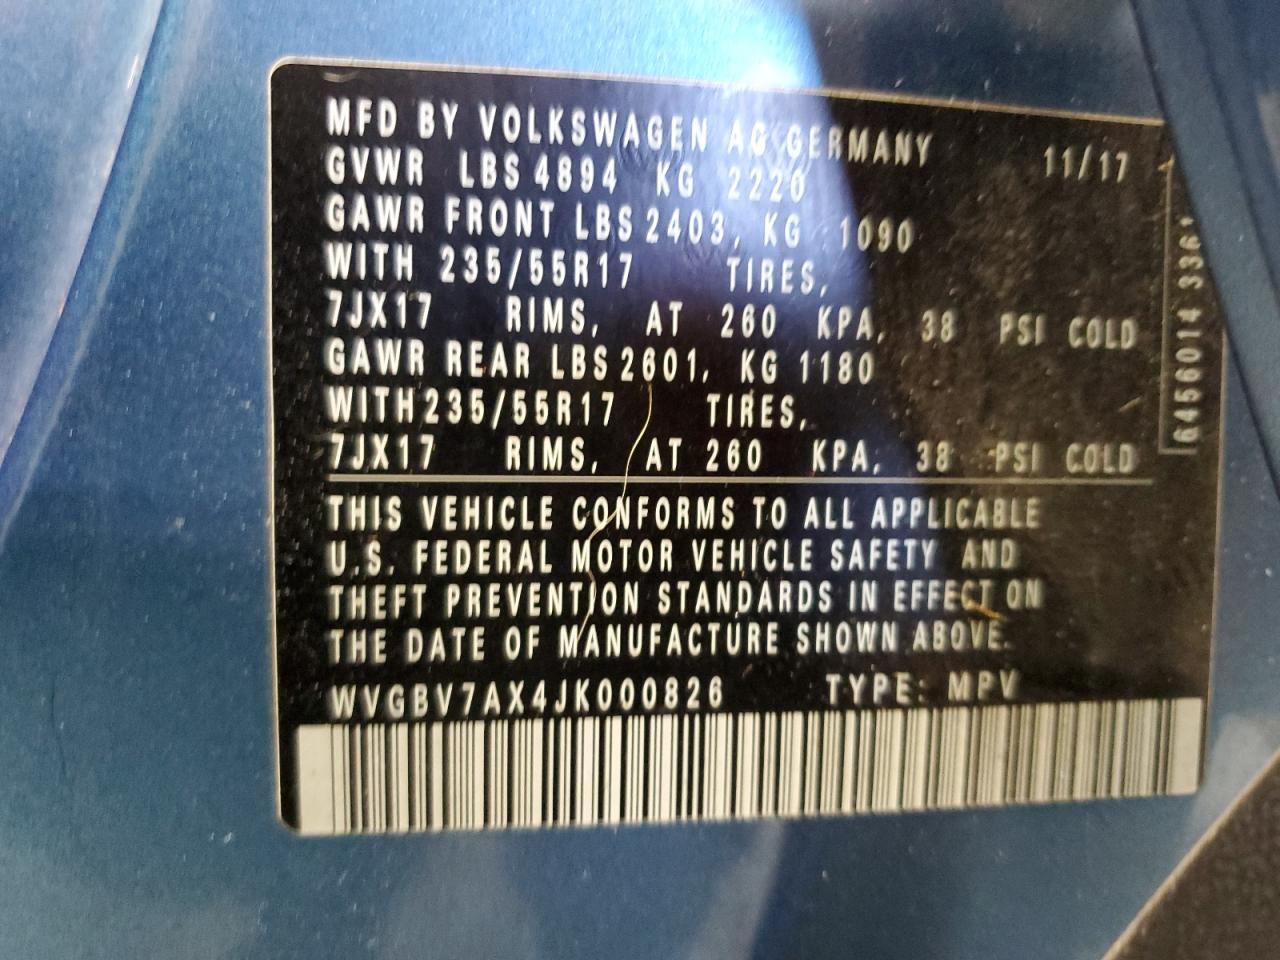 MFD BY VOLKSWAGEN AG GERMANY 11/17
GVWR LBS 4894 KG 2220
GAWR FRONT LBS 2403, KG 1090
WITH 235/55R17 TIRES,
7JX17 RIMS, AT 260 KPA, 38 PSI COLD
GAWR REAR LBS 2601, KG 1180
WITH 235/55R17 TIRES,
7JX17 RIMS, AT 260 KPA, 38 PSI COLD
THIS VEHICLE CONFORMS TO ALL APPLICABLE
U.S. FEDERAL MOTOR VEHICLE SAFETY AND
THEFT PREVENTION STANDARDS IN EFFECT ON
THE DATE OF MANUFACTURE SHOWN ABOVE.
WVGBV7AX4JK000826 TYPE: MPV